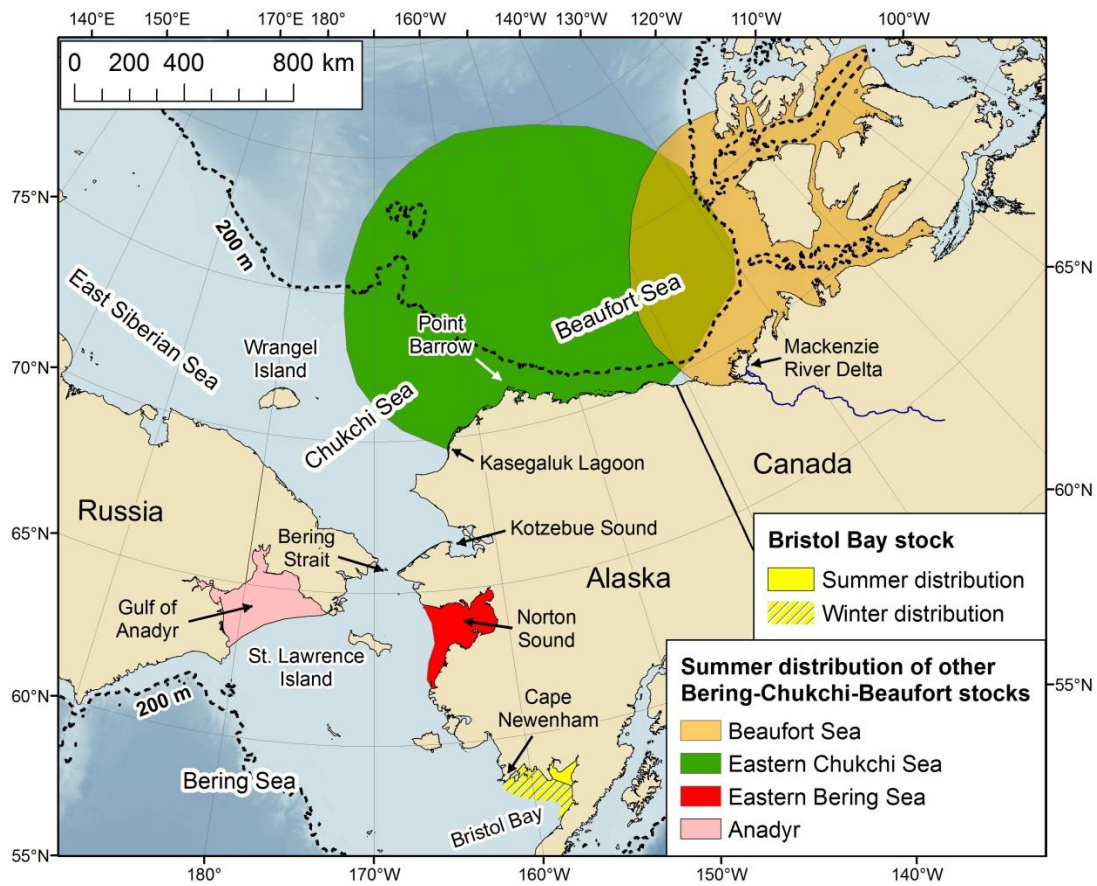 140°E 150°E 160°E 170°E 180° 170°W 160°W 150°W 140°W 130°W 120°W 110°W 100°W
0 200 400 800 km
75°N
70°N
65°N
60°N
55°N
65°N
60°N
55°N
200 m
East Siberian Sea
Wrangel
Island
Chukchi Sea
Point
Barrow
Beaufort Sea
Mackenzie
River Delta
Kasegaluk Lagoon
Canada
Russia
Bering
Strait
Kotzebue Sound
Alaska
Gulf of
Anadyr
Norton
Sound
St. Lawrence
Island
200 m
Cape
Newenham
Bering Sea
Bristol Bay
Bristol Bay stock
Summer distribution
Winter distribution
Summer distribution of other
Bering-Chukchi-Beaufort stocks
Beaufort Sea
Eastern Chukchi Sea
Eastern Bering Sea
Anadyr
180° 170°W 160°W 150°W 140°W